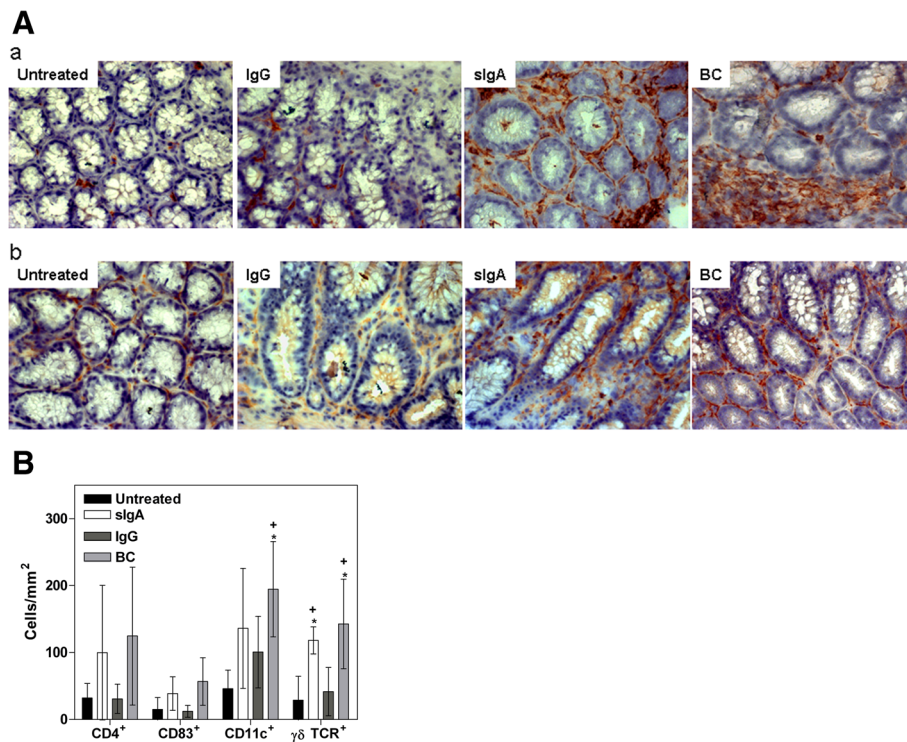 A
a
Untreated IgG sIgA BC
b
Untreated IgG sIgA BC
B
Untreated
sIgA
IgG
BC
Cells/mm²
300
200
100
0
+
*
+
*
+
*
CD4⁺ CD83⁺ CD11c⁺ γδ TCR⁺